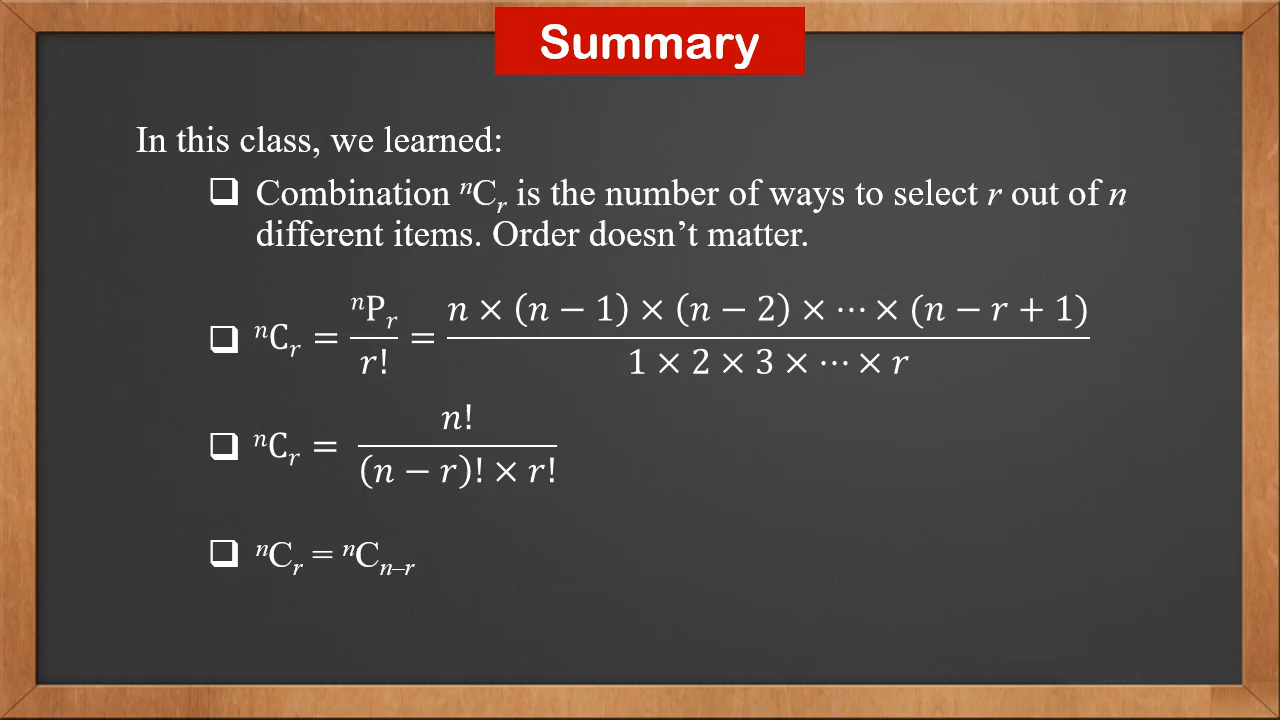 Summary
In this class, we learned:
❑ Combination ⁿCᵣ is the number of ways to select r out of n
different items. Order doesn’t matter.
❑ ⁿCᵣ = ⁿPᵣ / r! = n × (n − 1) × (n − 2) × ⋯ × (n − r + 1) / 1 × 2 × 3 × ⋯ × r
❑ ⁿCᵣ = n! / (n − r)! × r!
❑ ⁿCᵣ = ⁿCₙ₋ᵣ